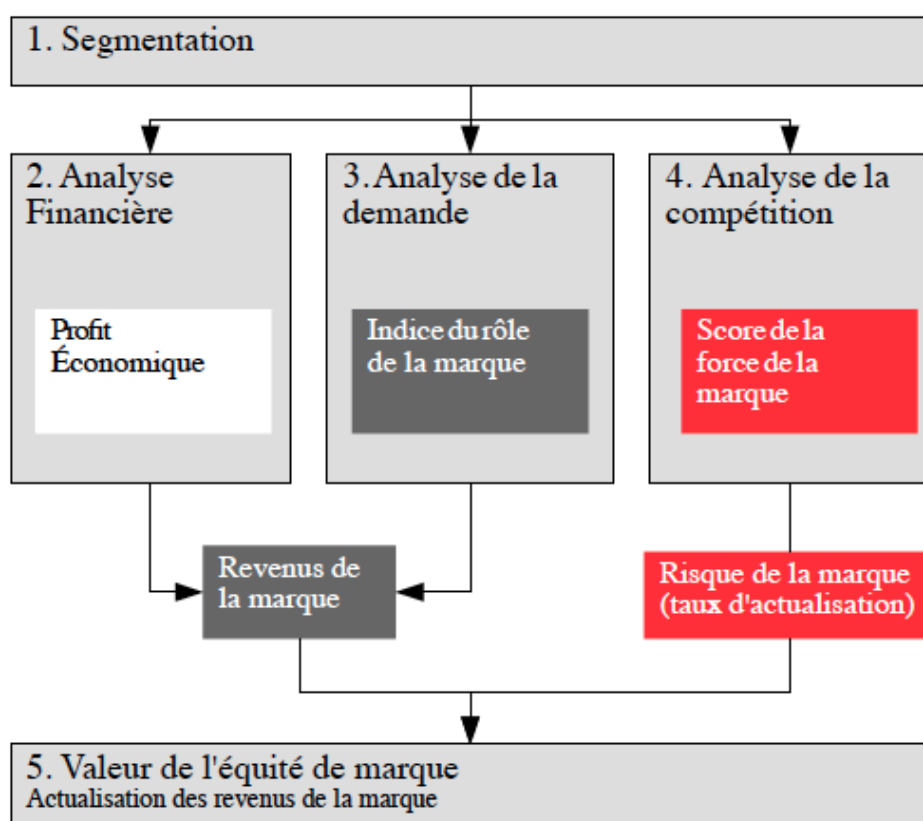 1. Segmentation
2. Analyse
Financière
Profit
Économique
3. Analyse de la
demande
Indice du rôle
de la marque
4. Analyse de la
compétition
Score de la
force de la
marque
Revenus de
la marque
Risque de la marque
(taux d'actualisation)
5. Valeur de l'équité de marque
Actualisation des revenus de la marque